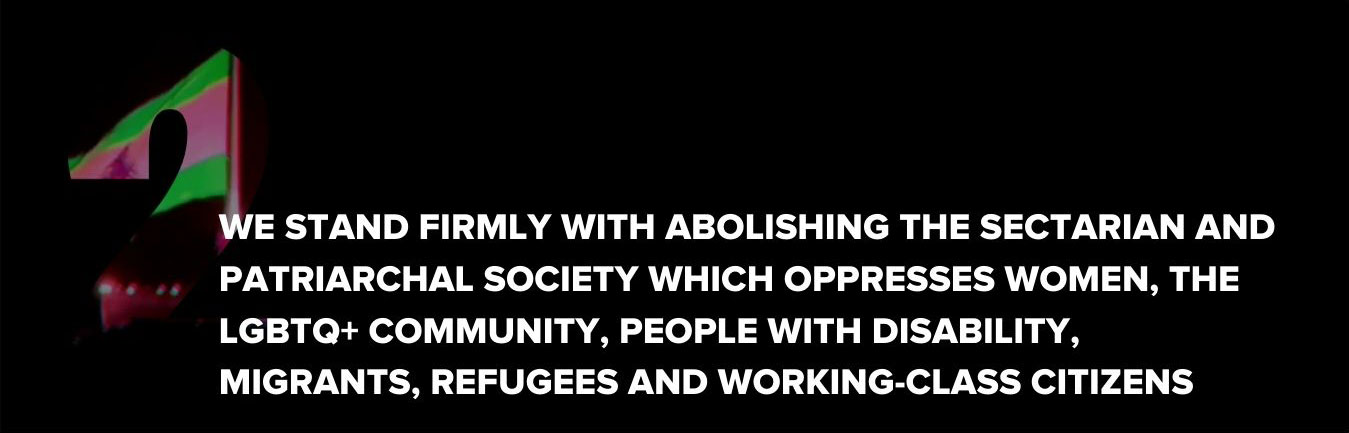 2
WE STAND FIRMLY WITH ABOLISHING THE SECTARIAN AND
PATRIARCHAL SOCIETY WHICH OPPRESSES WOMEN, THE
LGBTQ+ COMMUNITY, PEOPLE WITH DISABILITY,
MIGRANTS, REFUGEES AND WORKING-CLASS CITIZENS